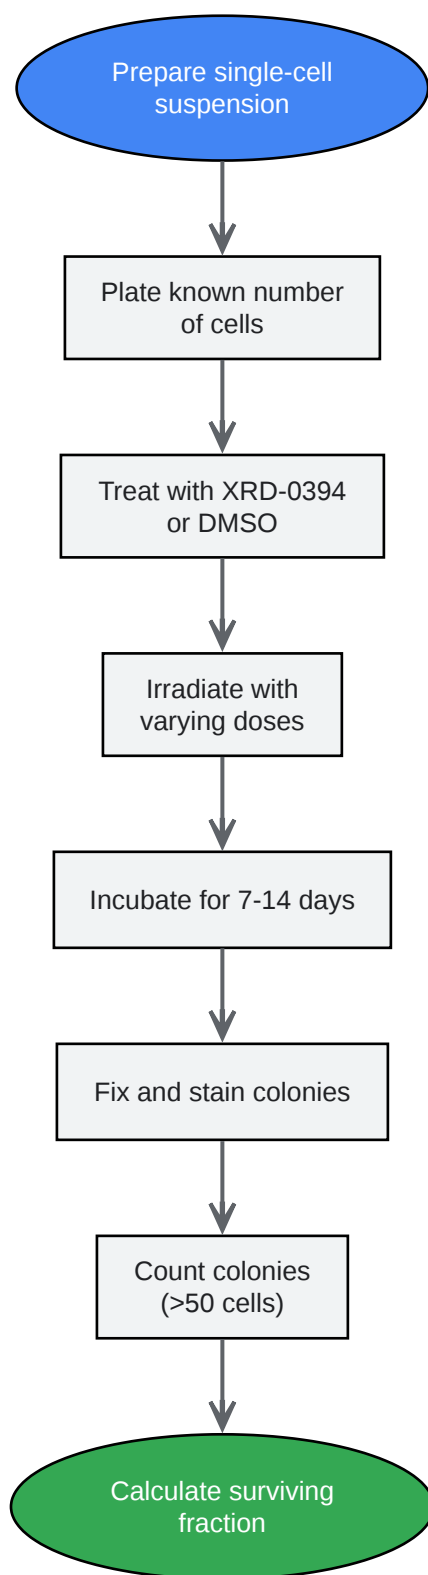 Prepare single-cell
suspension
Plate known number
of cells
Treat with XRD-0394
or DMSO
Irradiate with
varying doses
Incubate for 7-14 days
Fix and stain colonies
Count colonies
(>50 cells)
Calculate surviving
fraction